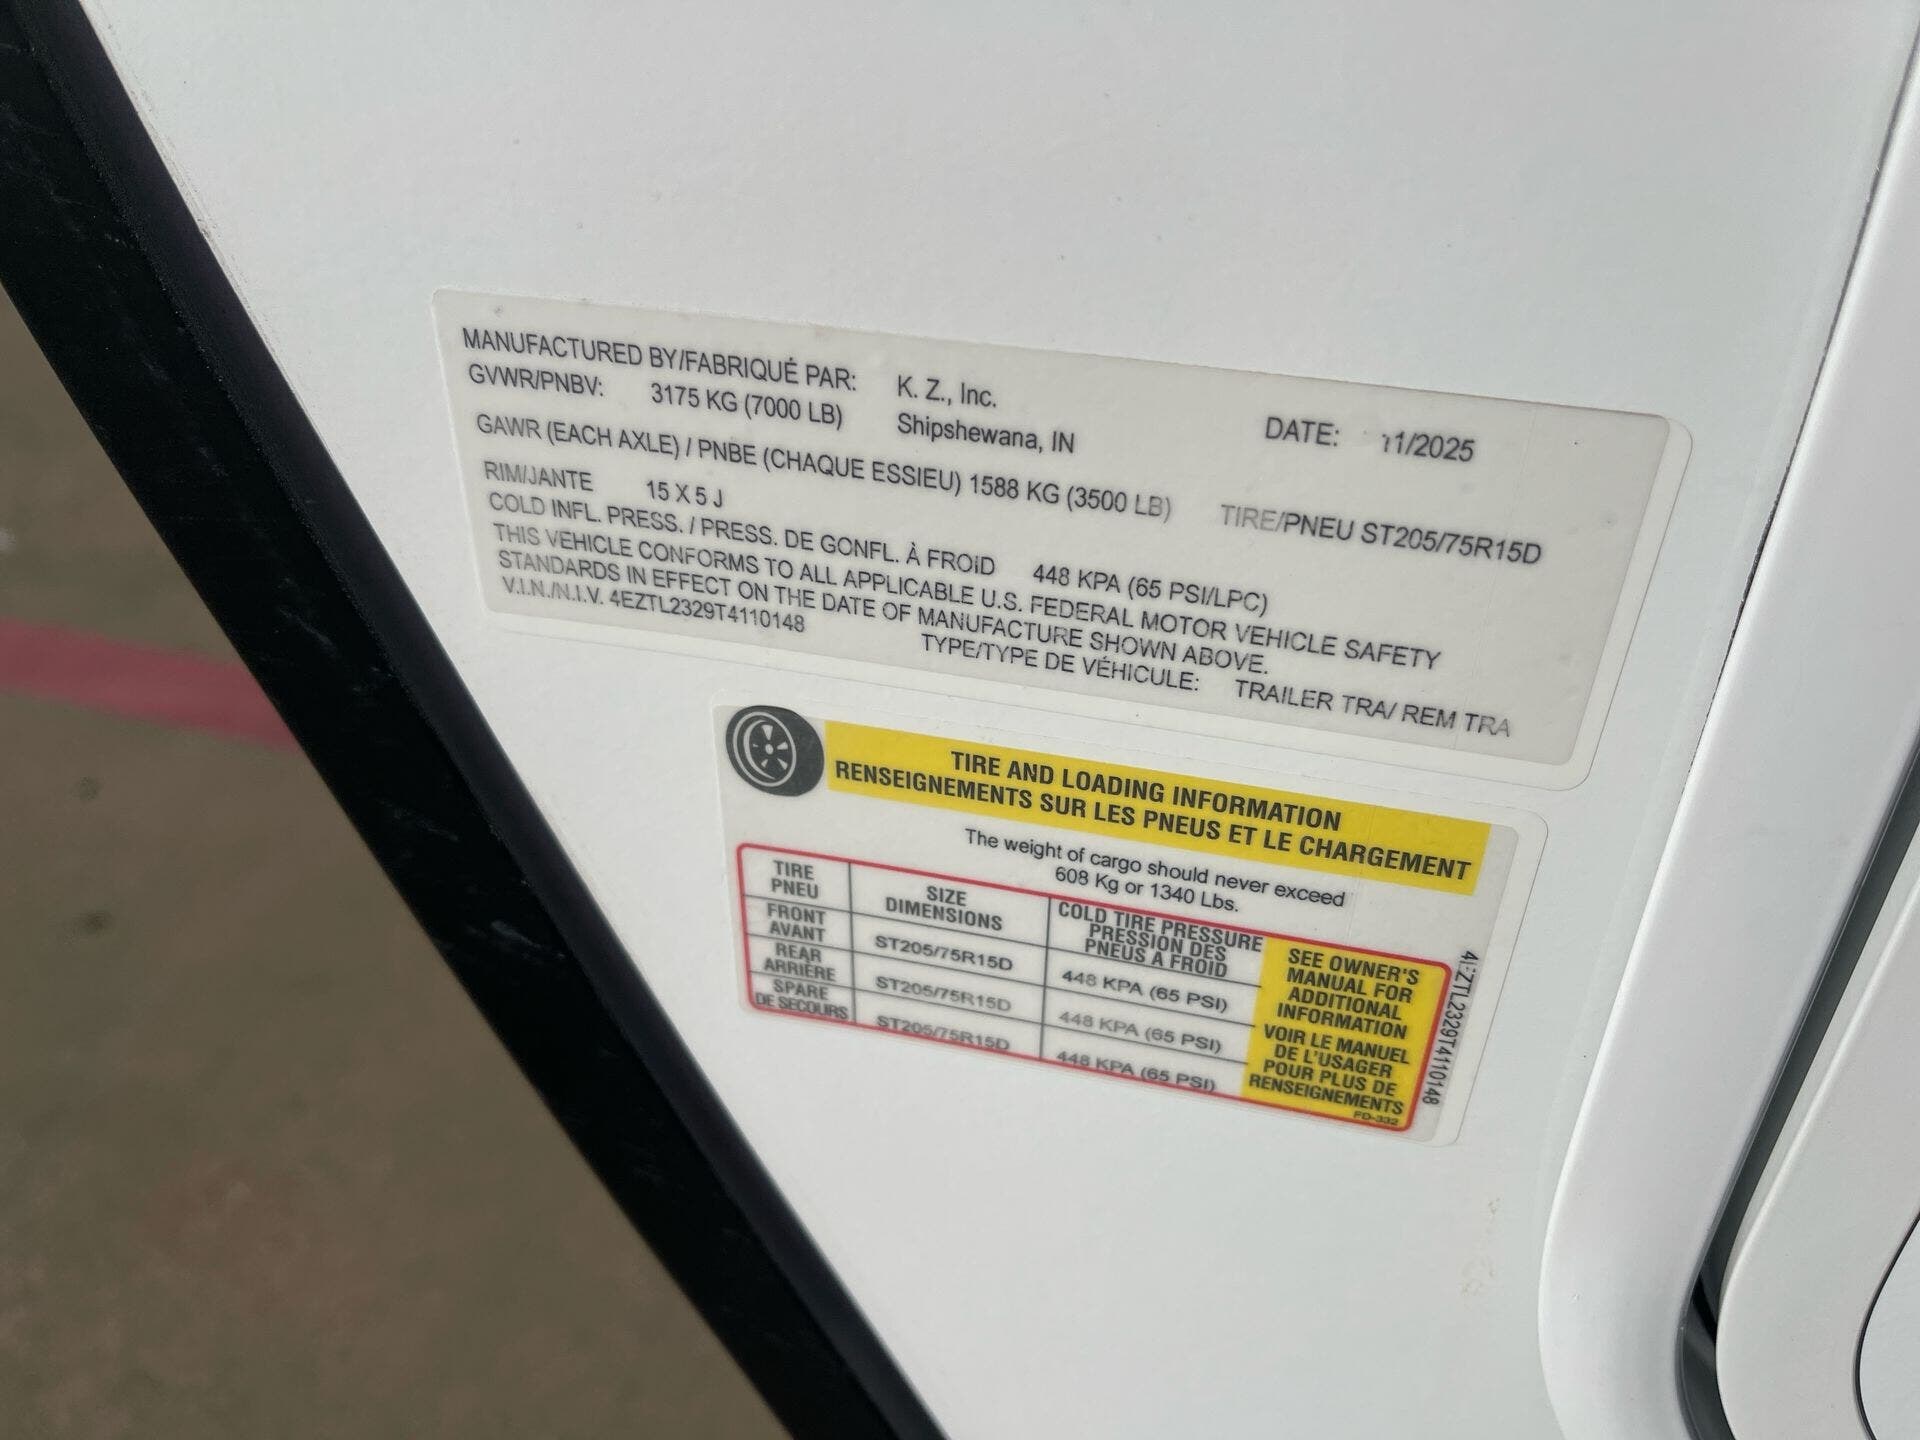 MANUFACTURED BY/FABRIQUÉ PAR: K. Z., Inc.
GVWR/PNBV: 3175 KG (7000 LB) Shipshewana, IN DATE: 11/2025
GAWR (EACH AXLE) / PNBE (CHAQUE ESSIEU) 1588 KG (3500 LB) TIRE/PNEU ST205/75R15D
RIM/JANTE 15 X 5 J
COLD INFL. PRESS. / PRESS. DE GONFL. À FROID 448 KPA (65 PSI/LPC)
THIS VEHICLE CONFORMS TO ALL APPLICABLE U.S. FEDERAL MOTOR VEHICLE SAFETY
STANDARDS IN EFFECT ON THE DATE OF MANUFACTURE SHOWN ABOVE.
V.I.N./N.I.V. 4EZTL2329T4110148 TYPE/TYPE DE VÉHICULE: TRAILER TRA/ REM TRA
TIRE AND LOADING INFORMATION
RENSEIGNEMENTS SUR LES PNEUS ET LE CHARGEMENT
The weight of cargo should never exceed
608 Kg or 1340 Lbs.
TIRE
PNEU
SIZE
DIMENSIONS
COLD TIRE PRESSURE
PRESSION DES
PNEUS A FROID
FRONT
AVANT
ST205/75R15D
448 KPA (65 PSI)
REAR
ARRIÈRE
ST205/75R15D
448 KPA (65 PSI)
SPARE
DE SECOURS
ST205/75R15D
448 KPA (65 PSI)
SEE OWNER'S
MANUAL FOR
ADDITIONAL
INFORMATION
VOIR LE MANUEL
DE L'USAGER
POUR PLUS DE
RENSEIGNEMENTS
FD-332
4EZTL2329T4110148